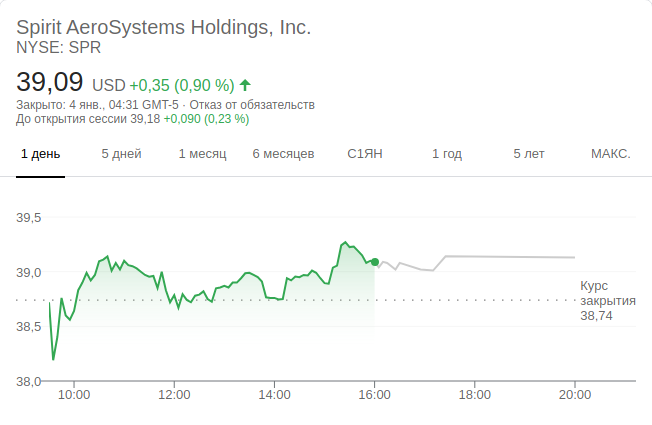 Spirit AeroSystems Holdings, Inc.
NYSE: SPR
39,09 USD +0,35 (0,90 %)
Закрыто: 4 янв., 04:31 GMT-5 · Отказ от обязательств
До открытия сессии 39,18 +0,090 (0,23 %)
1 день 5 дней 1 месяц 6 месяцев С1ЯН 1 год 5 лет МАКС.
39,5
39,0
Курс
закрытия
38,74
38,5
38,0
10:00 12:00 14:00 16:00 18:00 20:00